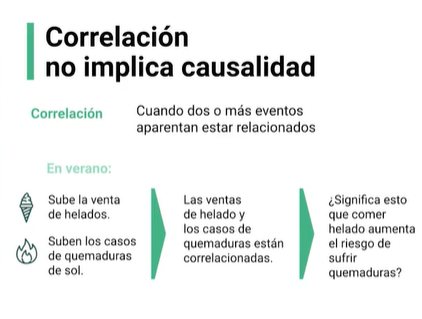 Correlación
no implica causalidad
Correlación
Cuando dos o más eventos
aparentan estar relacionados
En verano:
Sube la venta
de helados.
Suben los casos
de quemaduras
de sol.
Las ventas
de helado y
los casos de
quemaduras están
correlacionadas.
¿Significa esto
que comer
helado aumenta
el riesgo de
sufrir
quemaduras?